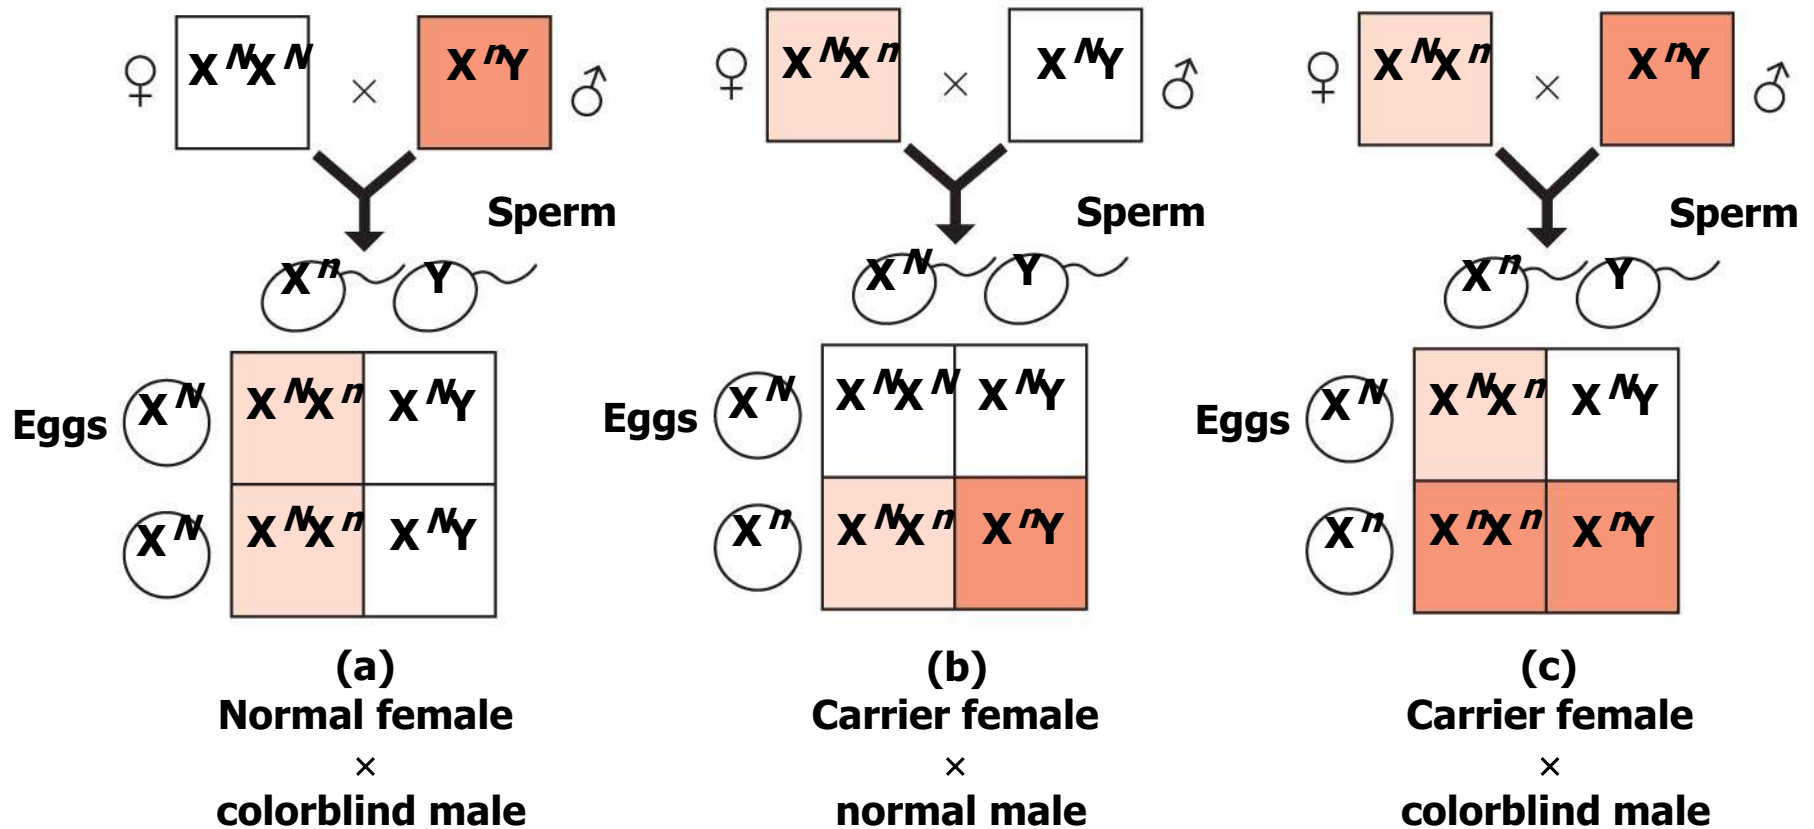 ♀ XᴺXᴺ × XⁿY ♂
Sperm
Xⁿ Y
Eggs Xᴺ XᴺXⁿ XᴺY
Xᴺ XᴺXⁿ XᴺY
(a)
Normal female
×
colorblind male
♀ XᴺXⁿ × XᴺY ♂
Sperm
Xᴺ Y
Eggs Xᴺ XᴺXᴺ XᴺY
Xⁿ XᴺXⁿ XⁿY
(b)
Carrier female
×
normal male
♀ XᴺXⁿ × XⁿY ♂
Sperm
Xⁿ Y
Eggs Xᴺ XᴺXⁿ XᴺY
Xⁿ XⁿXⁿ XⁿY
(c)
Carrier female
×
colorblind male